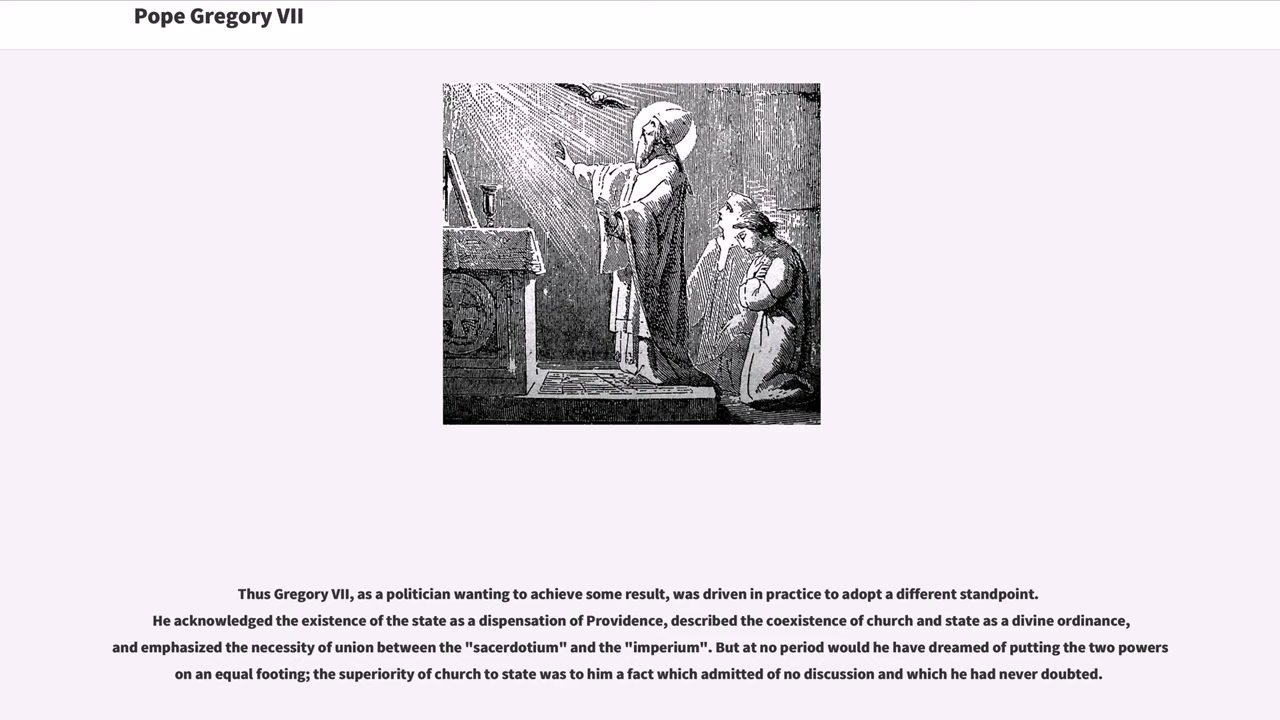 Pope Gregory VII
Thus Gregory VII, as a politician wanting to achieve some result, was driven in practice to adopt a different standpoint.
He acknowledged the existence of the state as a dispensation of Providence, described the coexistence of church and state as a divine ordinance,
and emphasized the necessity of union between the "sacerdotium" and the "imperium". But at no period would he have dreamed of putting the two powers
on an equal footing; the superiority of church to state was to him a fact which admitted of no discussion and which he had never doubted.